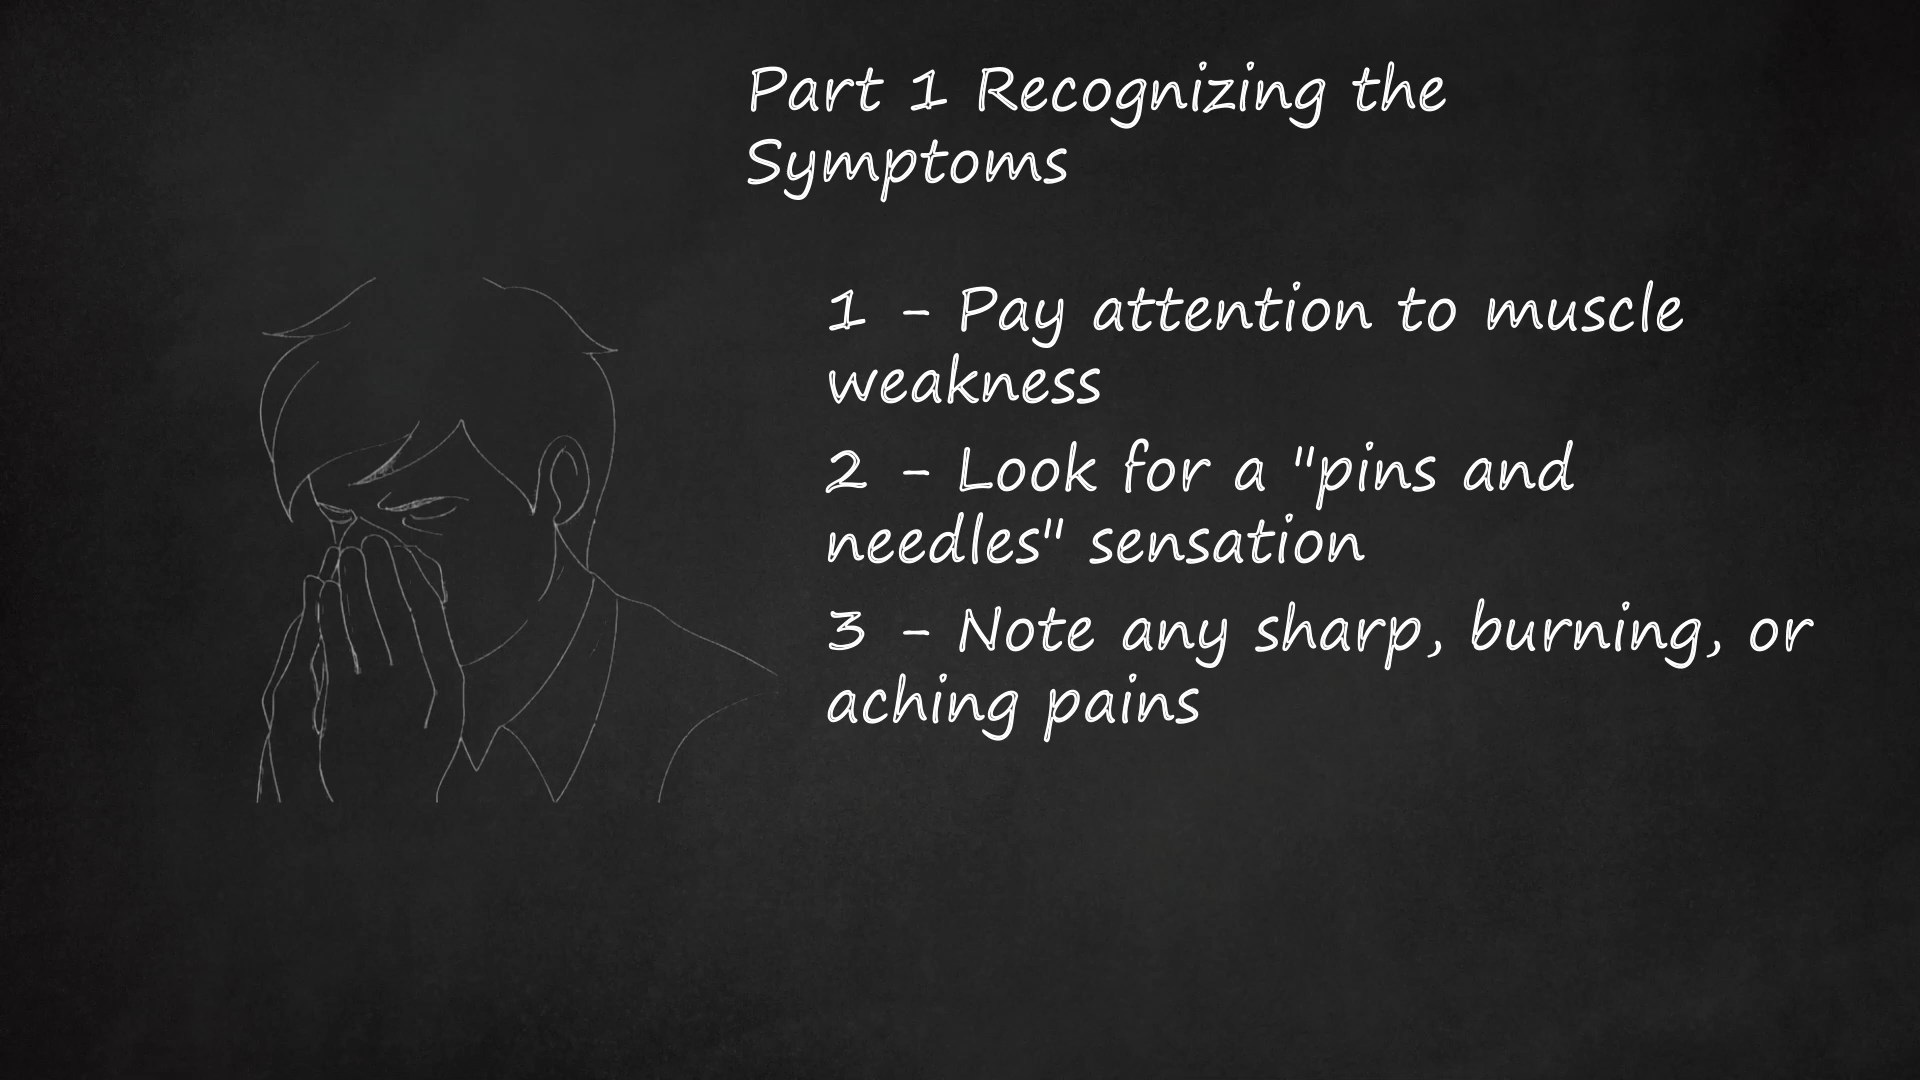 Part 1 Recognizing the
Symptoms
1 - Pay attention to muscle
weakness
2 - Look for a "pins and
needles" sensation
3 - Note any sharp, burning, or
aching pains